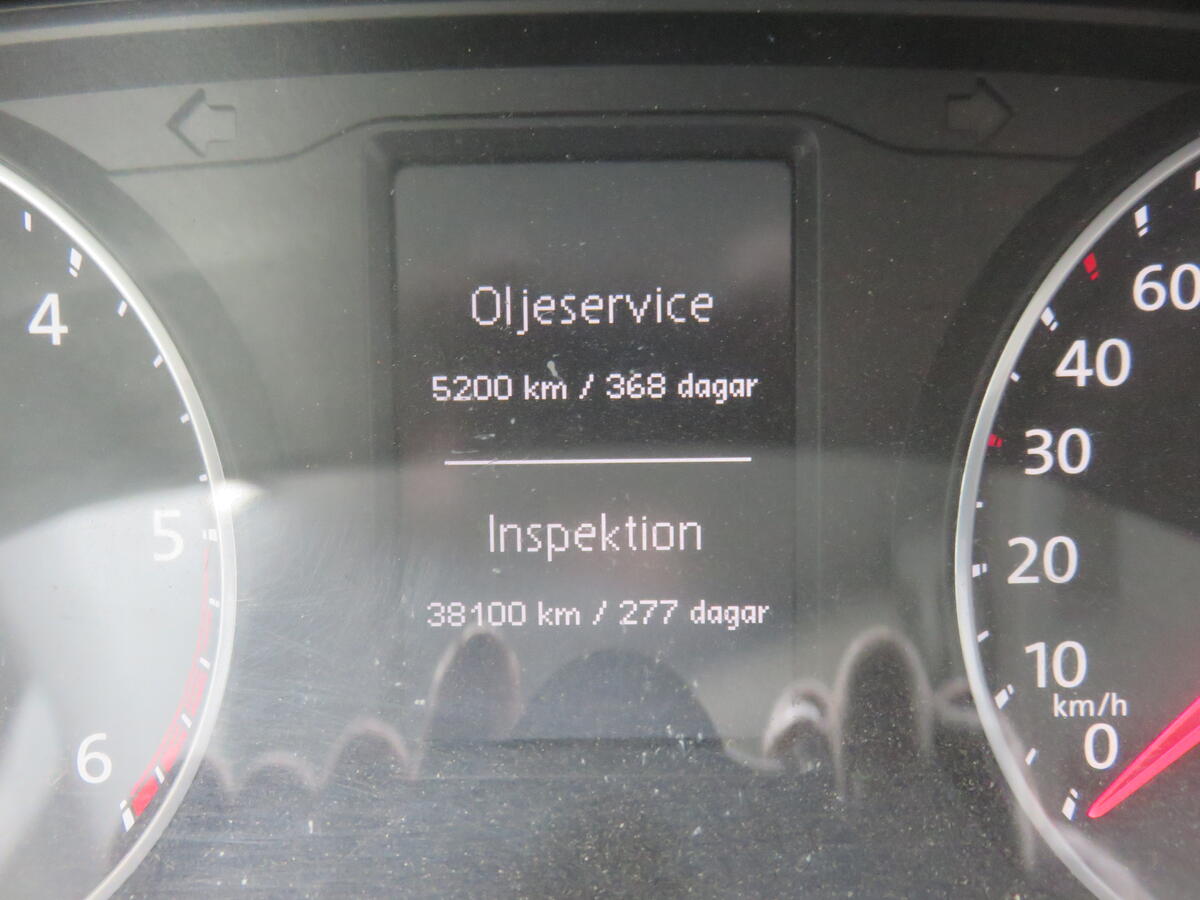 Oljeservice
5200 km / 368 dagar
Inspektion
38100 km / 277 dagar
4
5
6
60
40
30
20
10
km/h
0